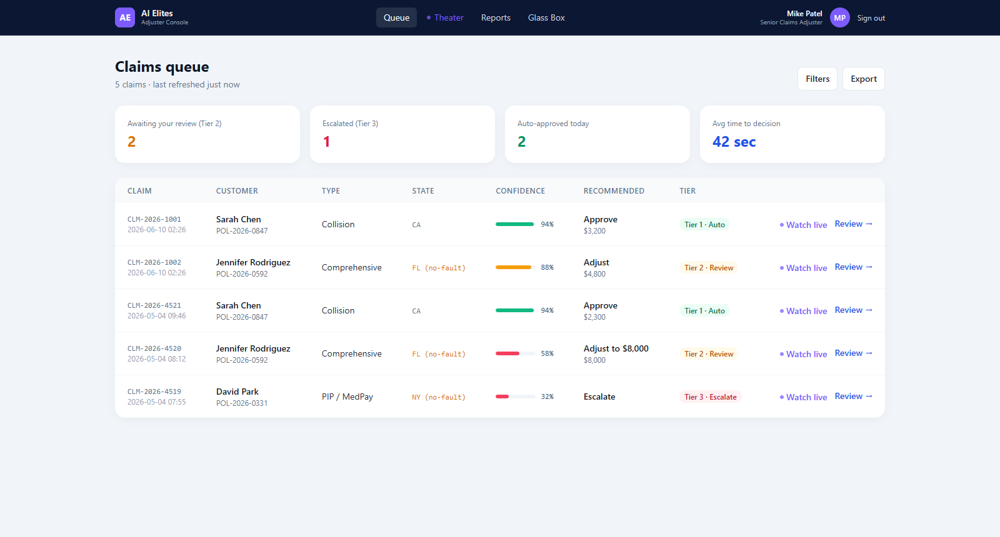 AE
AI Elites
Adjuster Console
Queue
Theater
Reports
Glass Box
Mike Patel
Senior Claims Adjuster
MP
Sign out
Claims queue
5 claims · last refreshed just now
Filters
Export
Awaiting your review (Tier 2)
2
Escalated (Tier 3)
1
Auto-approved today
2
Avg time to decision
42 sec
CLAIM CUSTOMER TYPE STATE CONFIDENCE RECOMMENDED TIER
CLM-2026-1001
2026-06-10 02:26
Sarah Chen
POL-2026-0847
Collision
CA
94%
Approve
$3,200
Tier 1 · Auto
Watch live
Review →
CLM-2026-1002
2026-06-10 02:26
Jennifer Rodriguez
POL-2026-0592
Comprehensive
FL (no-fault)
88%
Adjust
$4,800
Tier 2 · Review
Watch live
Review →
CLM-2026-4521
2026-05-04 09:46
Sarah Chen
POL-2026-0847
Collision
CA
94%
Approve
$2,300
Tier 1 · Auto
Watch live
Review →
CLM-2026-4520
2026-05-04 08:12
Jennifer Rodriguez
POL-2026-0592
Comprehensive
FL (no-fault)
58%
Adjust to $8,000
$8,000
Tier 2 · Review
Watch live
Review →
CLM-2026-4519
2026-05-04 07:55
David Park
POL-2026-0331
PIP / MedPay
NY (no-fault)
32%
Escalate
Tier 3 · Escalate
Watch live
Review →